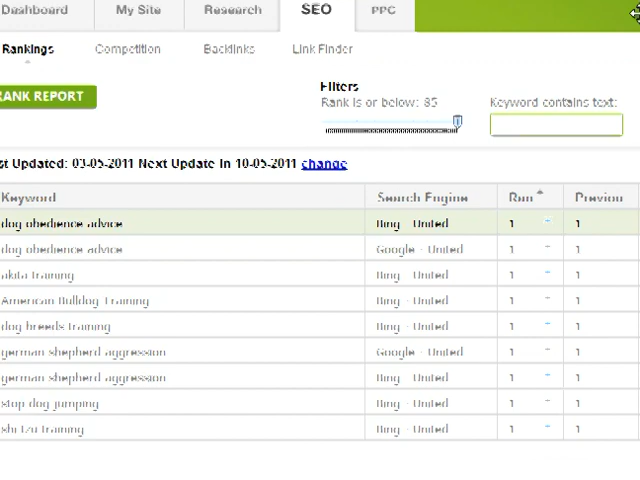 Dashboard My Site Research SEO PPC
Rankings Competition Backlinks Link Finder
RANK REPORT
Filters
Rank is or below: 85 Keyword contains text:
st Updated: 03-05-2011 Next Update In 10-05-2011 change
Keyword Search Engine Previou
dog obedience advice Bing - United 1 1
dog obedience advice Google - United 1 1
akita training Bing - United 1 1
American Bulldog Training Bing - United 1 1
dog breeds training Bing - United 1 1
german shepherd aggression Google - United 1 1
german shepherd aggression Bing - United 1 1
stop dog jumping Bing - United 1 1
shi tzu training Bing - United 1 1